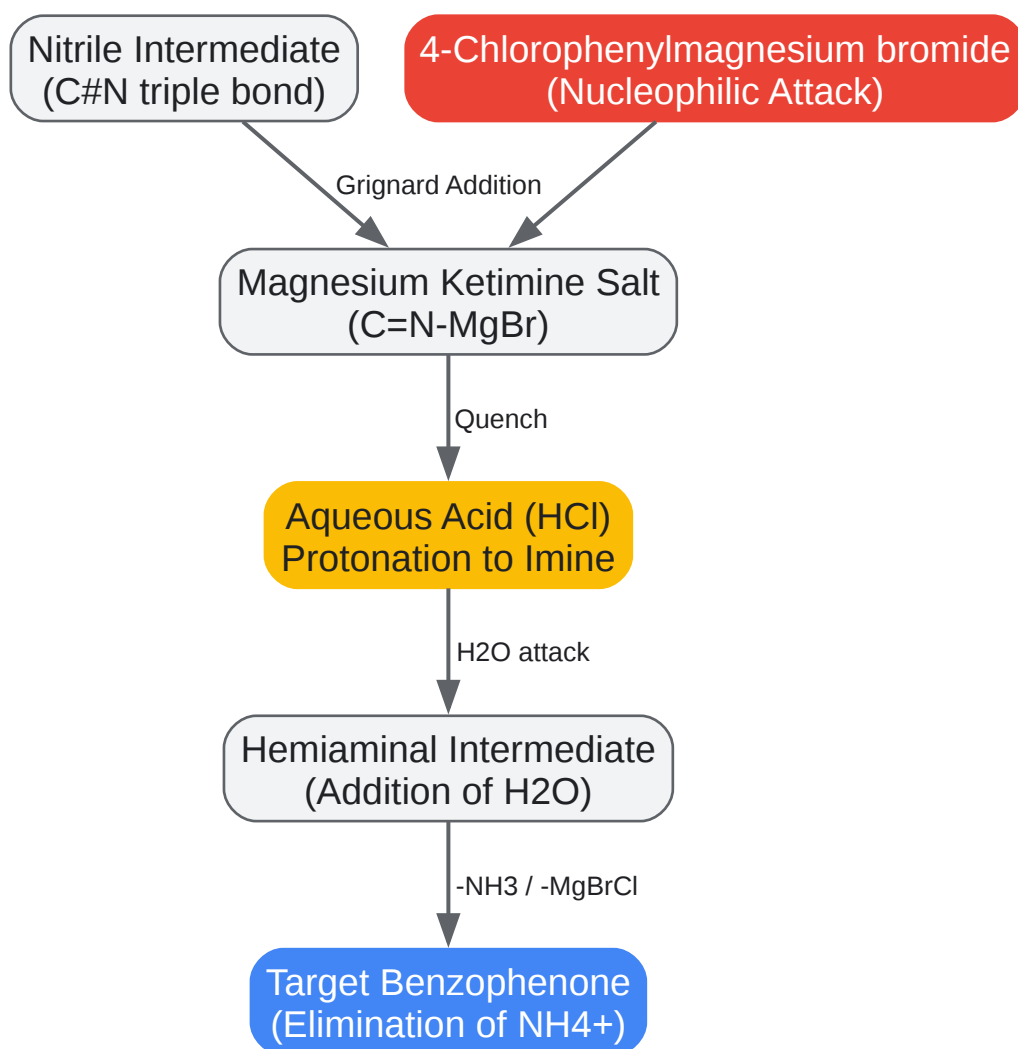 Nitrile Intermediate
(C#N triple bond)
4-Chlorophenylmagnesium bromide
(Nucleophilic Attack)
Grignard Addition
Magnesium Ketimine Salt
(C=N-MgBr)
Quench
Aqueous Acid (HCl)
Protonation to Imine
H2O attack
Hemiaminal Intermediate
(Addition of H2O)
-NH3 / -MgBrCl
Target Benzophenone
(Elimination of NH4+)